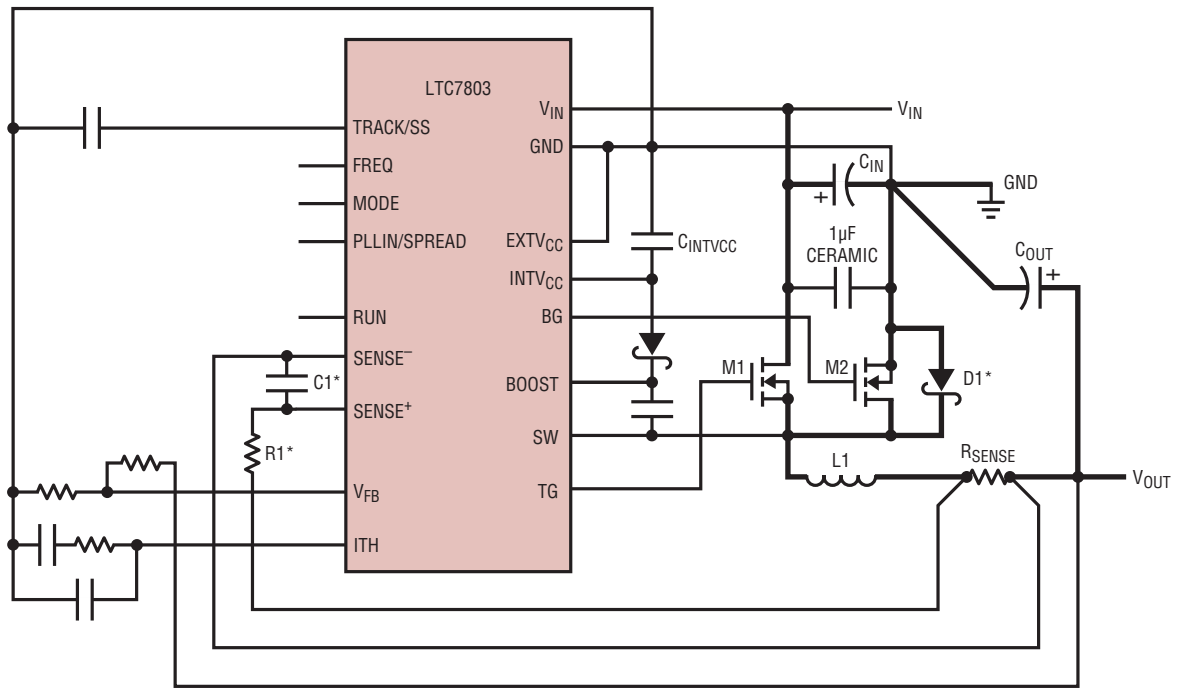 LTC7803
TRACK/SS
FREQ
MODE
PLLIN/SPREAD
RUN
SENSE–
SENSE+
VFB
ITH
VIN
GND
EXTVCC
INTVCC
BG
BOOST
SW
TG
C1*
R1*
CINTVCC
VIN
CIN
+
GND
1µF
CERAMIC
COUT
+
M1
M2
D1*
L1
RSENSE
VOUT